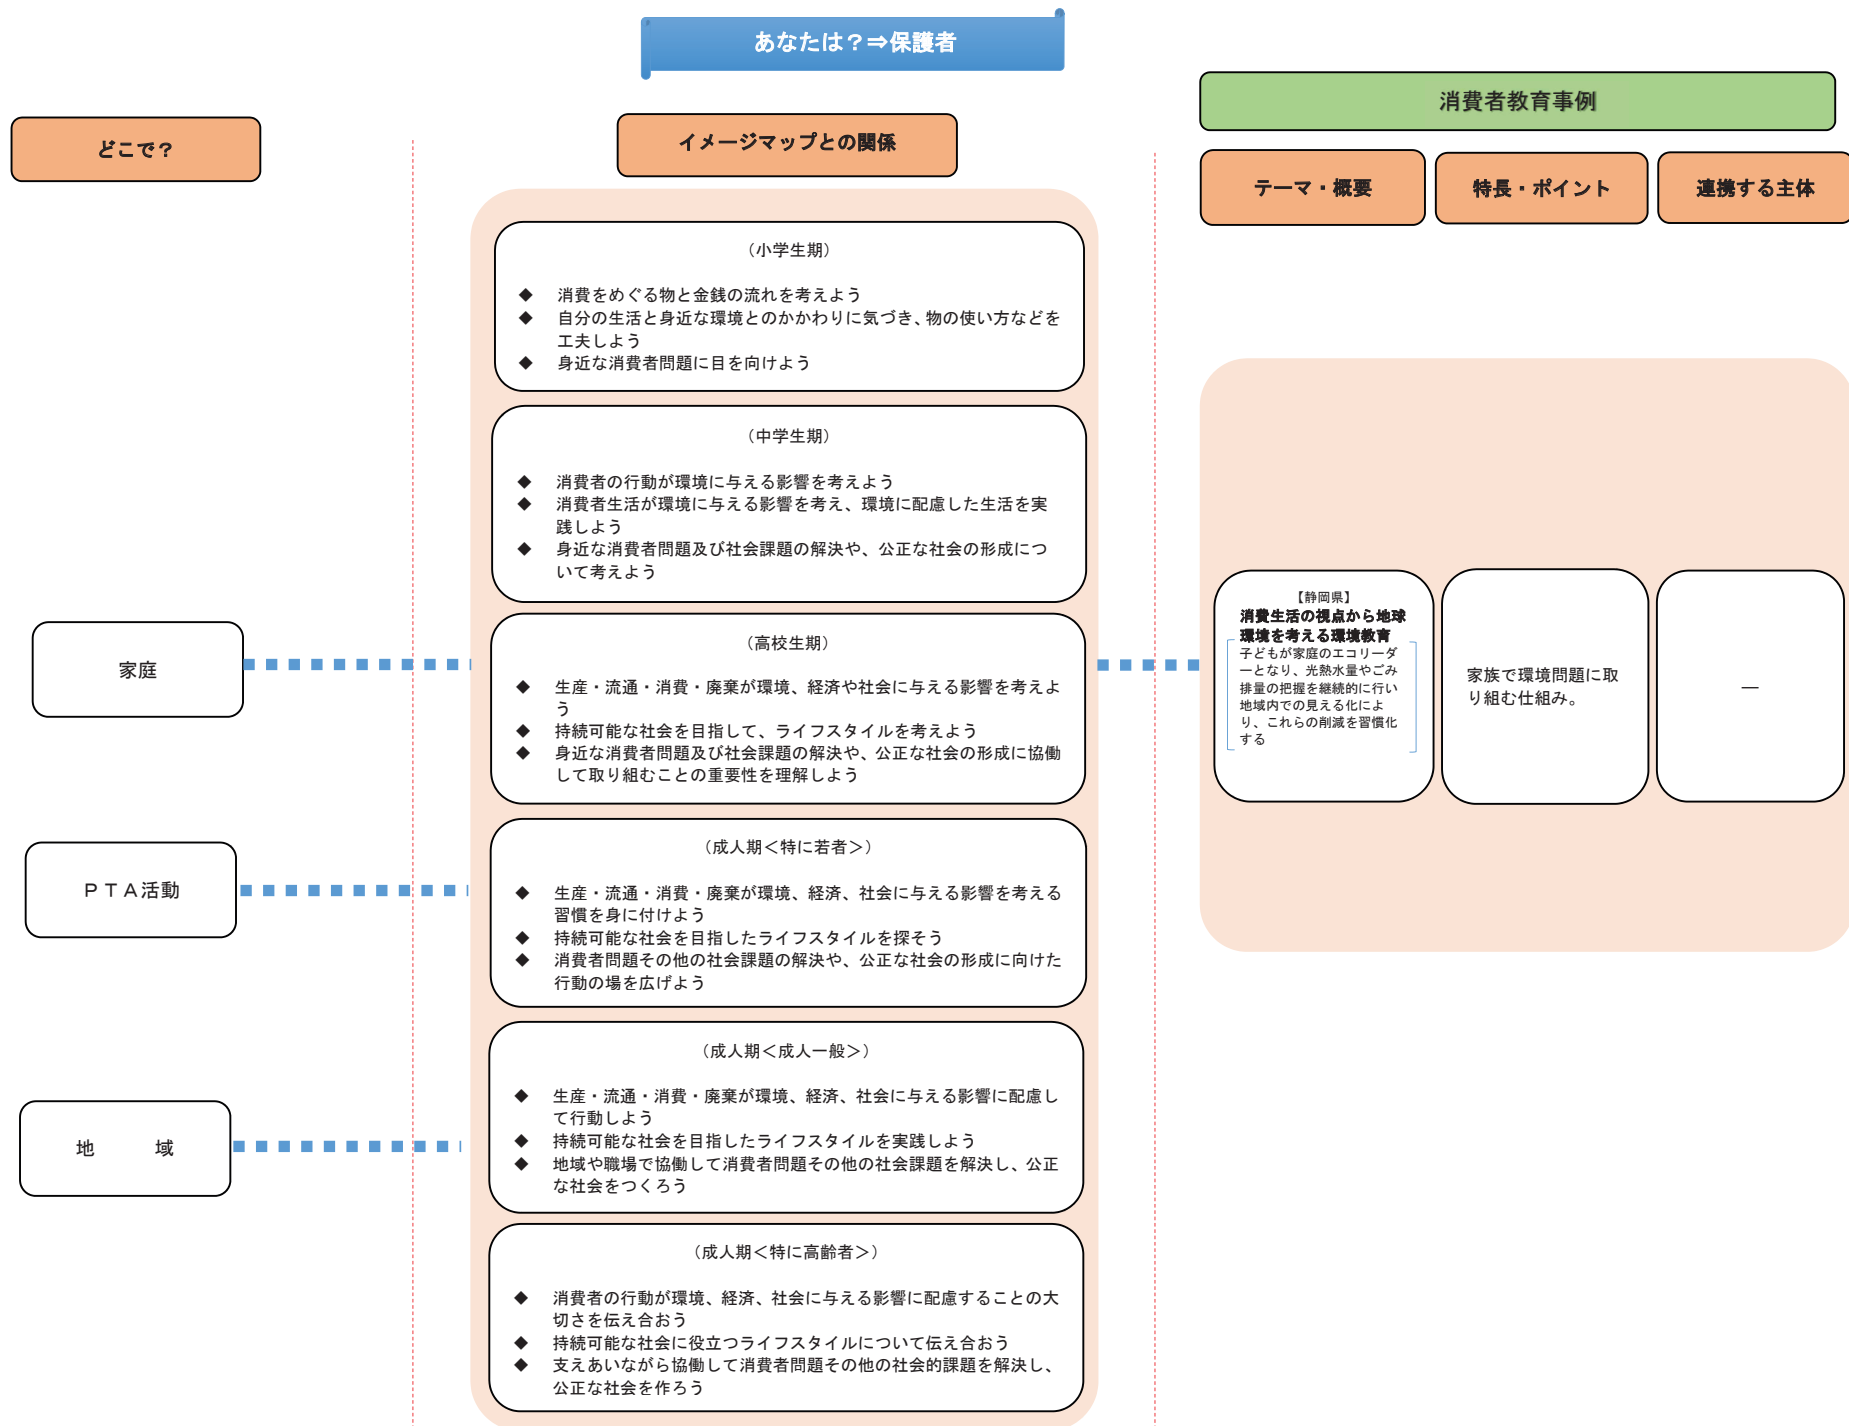 あなたは？⇒保護者
消費者教育事例
どこで？
イメージマップとの関係
テーマ・概要
特長・ポイント
連携する主体
（小学生期）
◆ 消費をめぐる物と金銭の流れを考えよう
◆ 自分の生活と身近な環境とのかかわりに気づき、物の使い方などを
工夫しよう
◆ 身近な消費者問題に目を向けよう
（中学生期）
◆ 消費者の行動が環境に与える影響を考えよう
◆ 消費者生活が環境に与える影響を考え、環境に配慮した生活を実
践しよう
◆ 身近な消費者問題及び社会課題の解決や、公正な社会の形成につ
いて考えよう
家庭
（高校生期）
◆ 生産・流通・消費・廃棄が環境、経済や社会に与える影響を考えよ
う
◆ 持続可能な社会を目指して、ライフスタイルを考えよう
◆ 身近な消費者問題及び社会課題の解決や、公正な社会の形成に協働
して取り組むことの重要性を理解しよう
【静岡県】
消費生活の視点から地球
環境を考える環境教育
子どもが家庭のエコリーダ
ーとなり、光熱水量やごみ
排量の把握を継続的に行い
地域内での見える化によ
り、これらの削減を習慣化
する
家族で環境問題に取
り組む仕組み。
―
ＰＴＡ活動
（成人期＜特に若者＞）
◆ 生産・流通・消費・廃棄が環境、経済、社会に与える影響を考える
習慣を身に付けよう
◆ 持続可能な社会を目指したライフスタイルを探そう
◆ 消費者問題その他の社会課題の解決や、公正な社会の形成に向けた
行動の場を広げよう
地　　域
（成人期＜成人一般＞）
◆ 生産・流通・消費・廃棄が環境、経済、社会に与える影響に配慮し
て行動しよう
◆ 持続可能な社会を目指したライフスタイルを実践しよう
◆ 地域や職場で協働して消費者問題その他の社会課題を解決し、公正
な社会をつくろう
（成人期＜特に高齢者＞）
◆ 消費者の行動が環境、経済、社会に与える影響に配慮することの大
切さを伝え合おう
◆ 持続可能な社会に役立つライフスタイルについて伝え合おう
◆ 支えあいながら協働して消費者問題その他の社会的課題を解決し、
公正な社会を作ろう